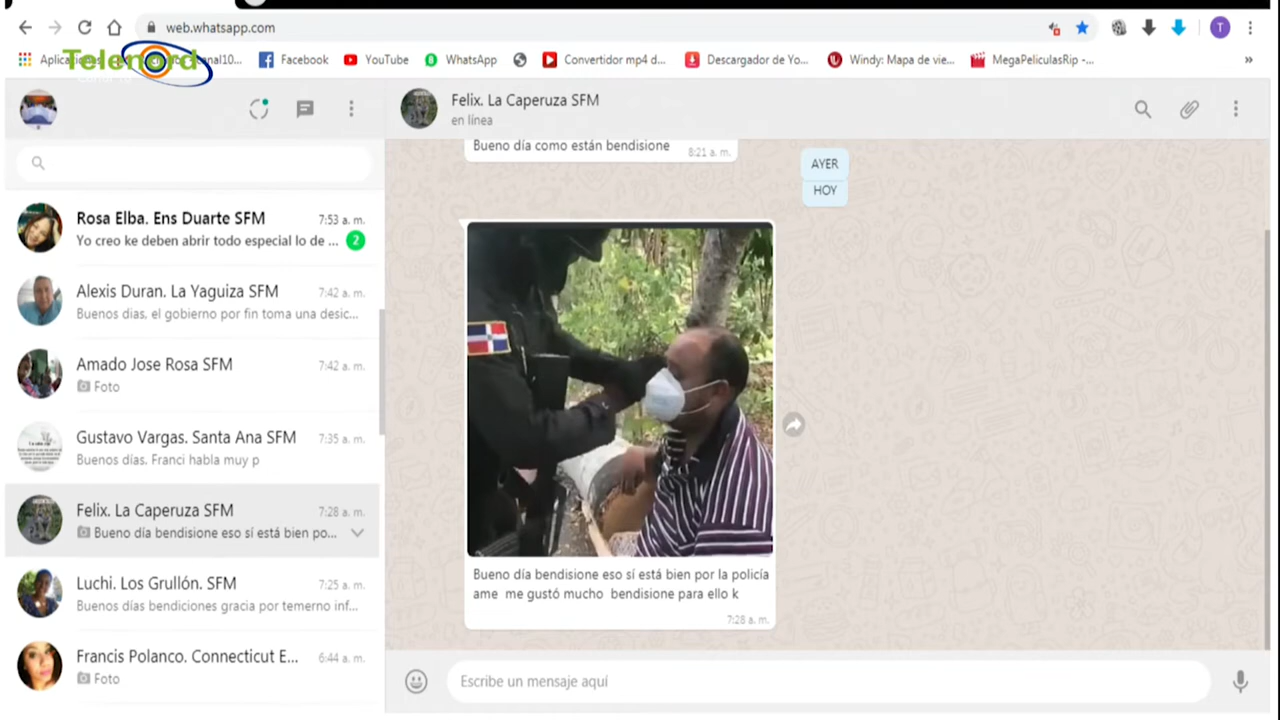 web.whatsapp.com
T
Telenord
Canal 10
Aplicaciones
canal10...
Facebook
YouTube
WhatsApp
Convertidor mp4 d...
Descargador de Yo...
Windy: Mapa de vie...
MegaPeliculasRip -...
»
Felix. La Caperuza SFM
en línea
Rosa Elba. Ens Duarte SFM 7:53 a. m.
Yo creo ke deben abrir todo especial lo de ... 2
Alexis Duran. La Yaguiza SFM 7:42 a. m.
Buenos dias, el gobierno por fin toma una desic...
Amado Jose Rosa SFM 7:42 a. m.
Foto
Gustavo Vargas. Santa Ana SFM 7:35 a. m.
Buenos días. Franci habla muy p
Felix. La Caperuza SFM 7:28 a. m.
Bueno día bendisione eso sí está bien po...
Luchi. Los Grullón. SFM 7:25 a. m.
Buenos días bendiciones gracia por temerno inf...
Francis Polanco. Connecticut E... 6:44 a. m.
Foto
Bueno día como están bendisione 8:21 a. m.
AYER
HOY
Bueno día bendisione eso sí está bien por la policía
ame me gustó mucho bendisione para ello k
7:28 a. m.
Escribe un mensaje aquí